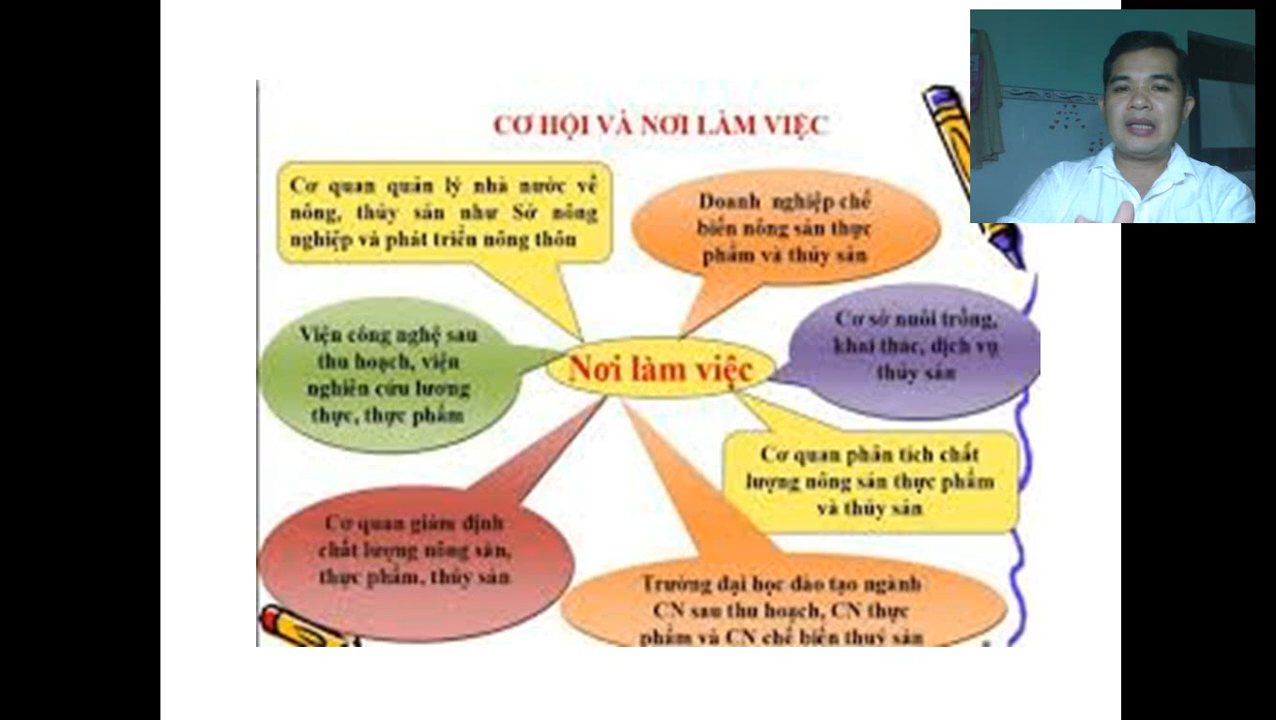 CƠ HỘI VÀ NƠI LÀM VIỆC
Cơ quan quản lý nhà nước về
nông, thủy sản như Sở nông
nghiệp và phát triển nông thôn
Doanh nghiệp chế
biến nông sản thực
phẩm và thủy sản
Viện công nghệ sau
thu hoạch, viện
nghiên cứu lương
thực, thực phẩm
Nơi làm việc
Cơ sở nuôi trồng,
khai thác, dịch vụ
thủy sản
Cơ quan phân tích chất
lượng nông sản thực phẩm
và thủy sản
Cơ quan giám định
chất lượng nông sản,
thực phẩm, thủy sản
Trường đại học đào tạo ngành
CN sau thu hoạch, CN thực
phẩm và CN chế biến thuỷ sản